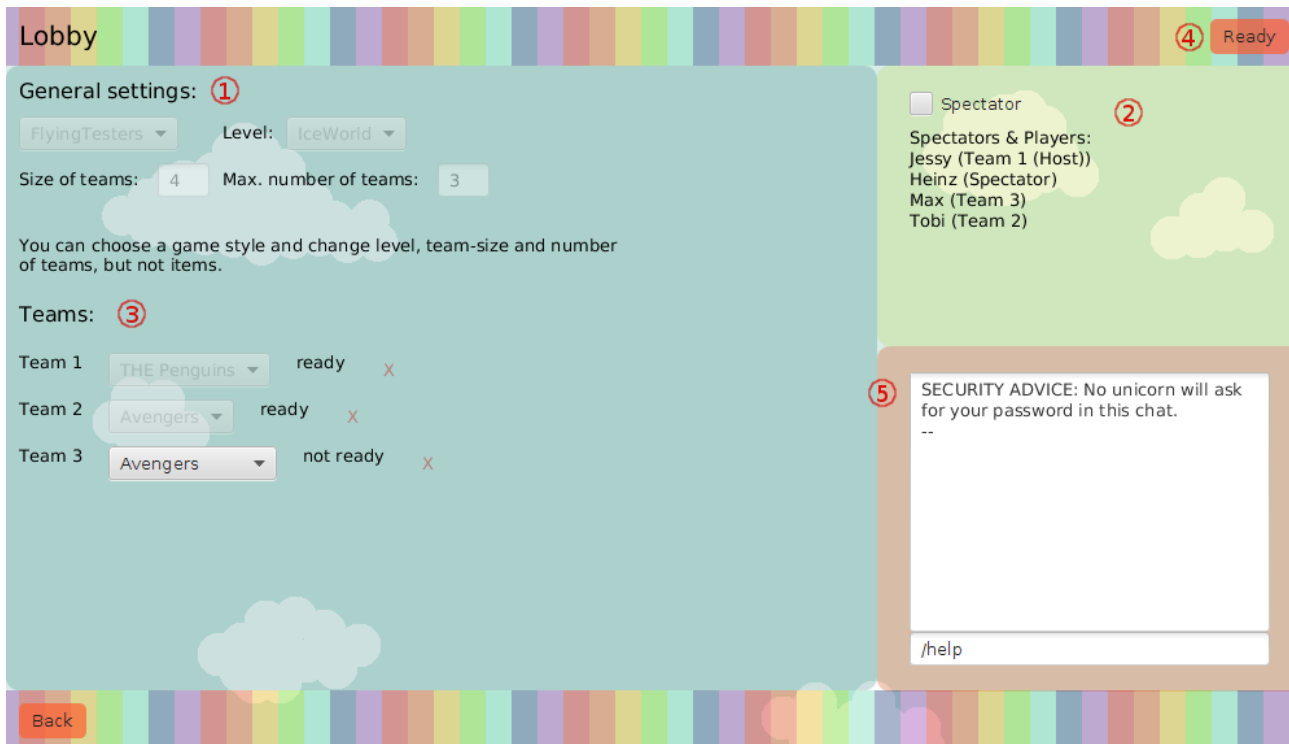 Lobby
④ Ready
General settings: ①
FlyingTesters Level: IceWorld
Size of teams: 4 Max. number of teams: 3
You can choose a game style and change level, team-size and number
of teams, but not items.
Teams: ③
Team 1 THE Penguins ready X
Team 2 Avengers ready X
Team 3 Avengers not ready X
Spectator ②
Spectators & Players:
Jessy (Team 1 (Host))
Heinz (Spectator)
Max (Team 3)
Tobi (Team 2)
⑤
SECURITY ADVICE: No unicorn will ask
for your password in this chat.
--
/help
Back